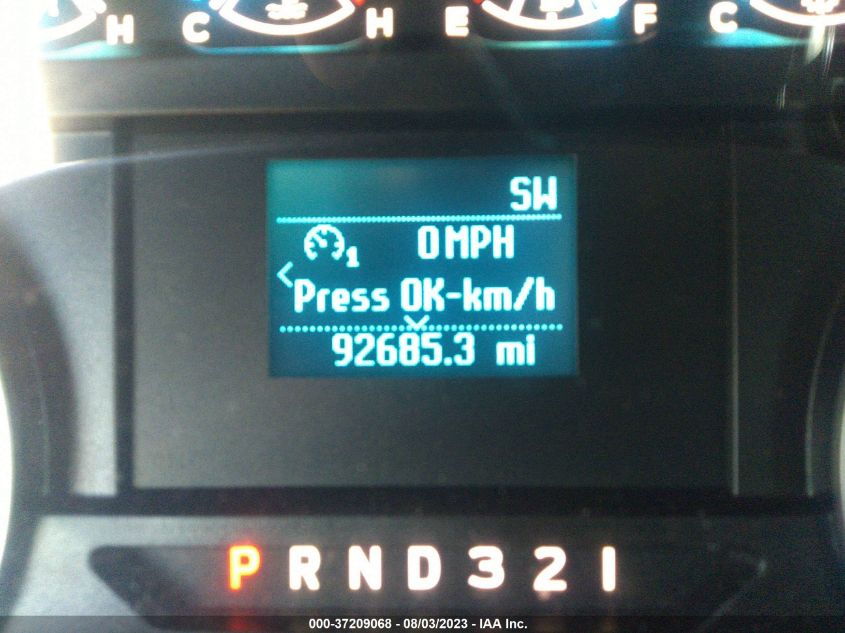 H C H E F C
SW
1 0 MPH
Press OK-km/h
92685.3 mi
P R N D 3 2 1
000-37209068 - 08/03/2023 - IAA Inc.